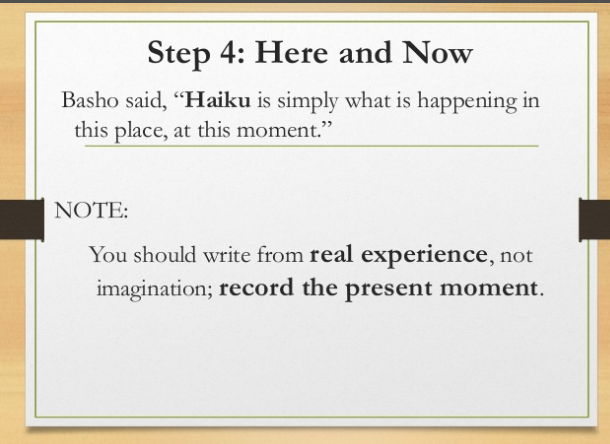 Step 4: Here and Now
Basho said, “Haiku is simply what is happening in
this place, at this moment.”
NOTE:
You should write from real experience, not
imagination; record the present moment.